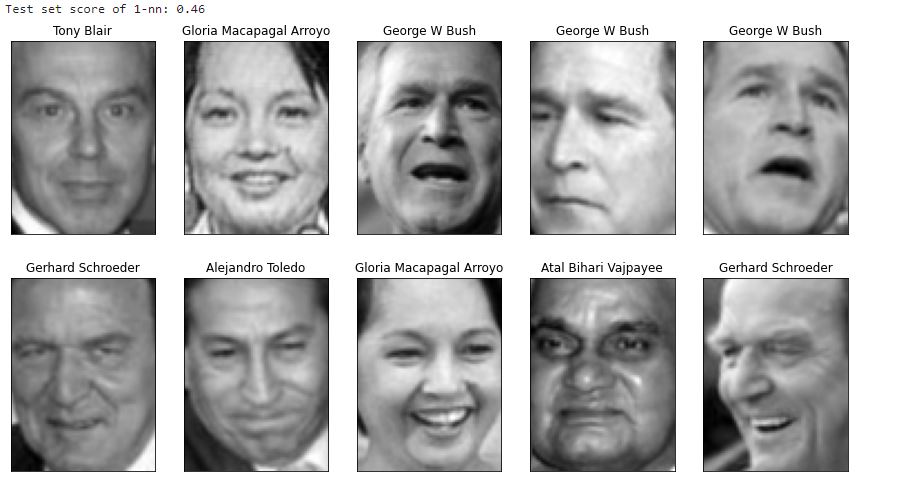 Test set score of 1-nn: 0.46
Tony Blair
Gloria Macapagal Arroyo
George W Bush
George W Bush
George W Bush
Gerhard Schroeder
Alejandro Toledo
Gloria Macapagal Arroyo
Atal Bihari Vajpayee
Gerhard Schroeder